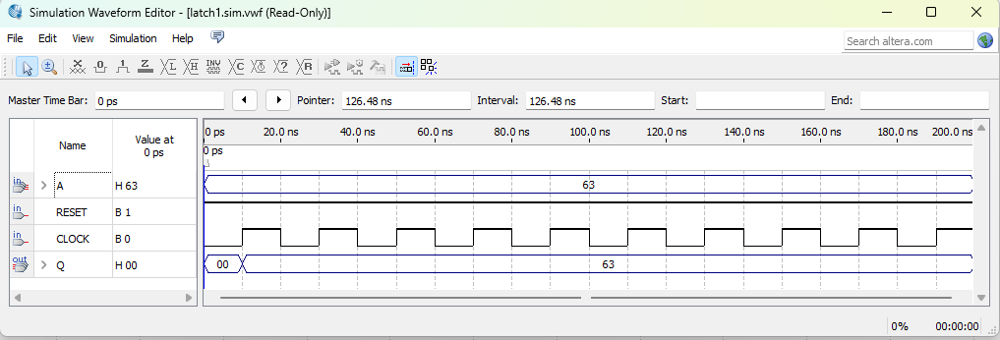 Simulation Waveform Editor - [latch1.sim.vwf (Read-Only)]
File Edit View Simulation Help
Search altera.com
Master Time Bar: 0 ps Pointer: 126.48 ns Interval: 126.48 ns Start: End:
Name Value at 0 ps
0 ps 20.0 ns 40.0 ns 60.0 ns 80.0 ns 100.0 ns 120.0 ns 140.0 ns 160.0 ns 180.0 ns 200.0 ns
0 ps
in A H 63 63
in RESET B 1
in CLOCK B 0
out Q H 00 00 63
0% 00:00:00